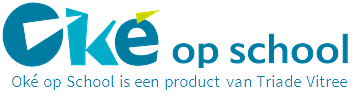 Oké op school
Oké op School is een product van Triade Vitree